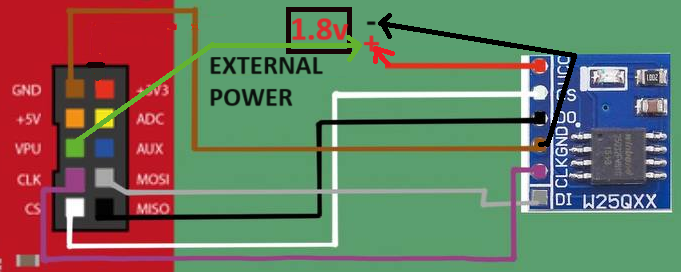 1.8v
-
+
EXTERNAL
POWER
GND
+5V
VPU
CLK
CS
+3V3
ADC
AUX
MOSI
MISO
VCC
CS
DO
GND
CLK
DI
W25QXX